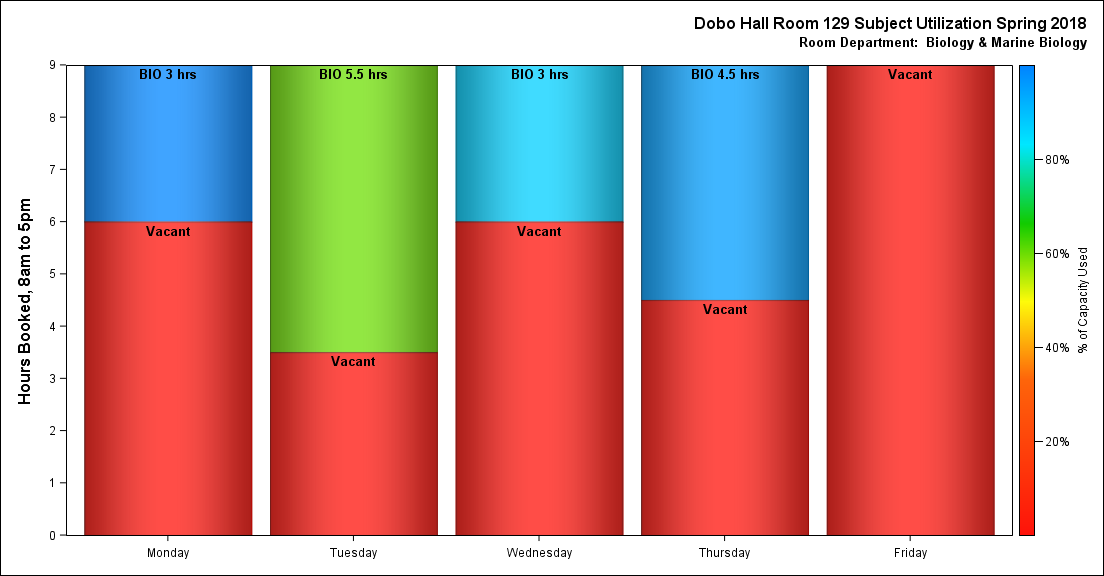 Dobo Hall Room 129 Subject Utilization Spring 2018
Room Department: Biology & Marine Biology
Hours Booked, 8am to 5pm
9
8
7
6
5
4
3
2
1
0
BIO 3 hrs
BIO 5.5 hrs
BIO 3 hrs
BIO 4.5 hrs
Vacant
Vacant
Vacant
Vacant
Vacant
Monday
Tuesday
Wednesday
Thursday
Friday
80%
60%
40%
20%
% of Capacity Used